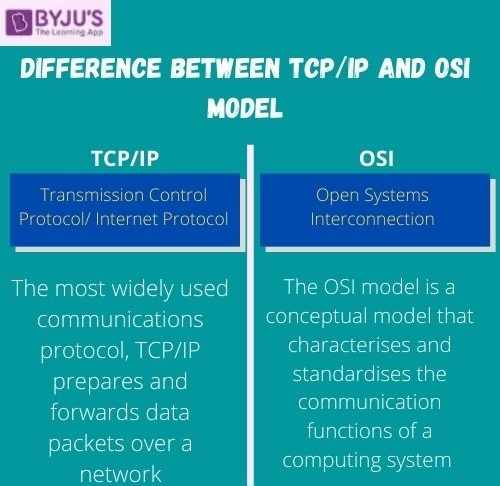 BYJU'S
The Learning App
DIFFERENCE BETWEEN TCP/IP AND OSI
MODEL
TCP/IP
Transmission Control
Protocol/ Internet Protocol
The most widely used
communications
protocol, TCP/IP
prepares and
forwards data
packets over a
network
OSI
Open Systems
Interconnection
The OSI model is a
conceptual model that
characterises and
standardises the
communication
functions of a
computing system